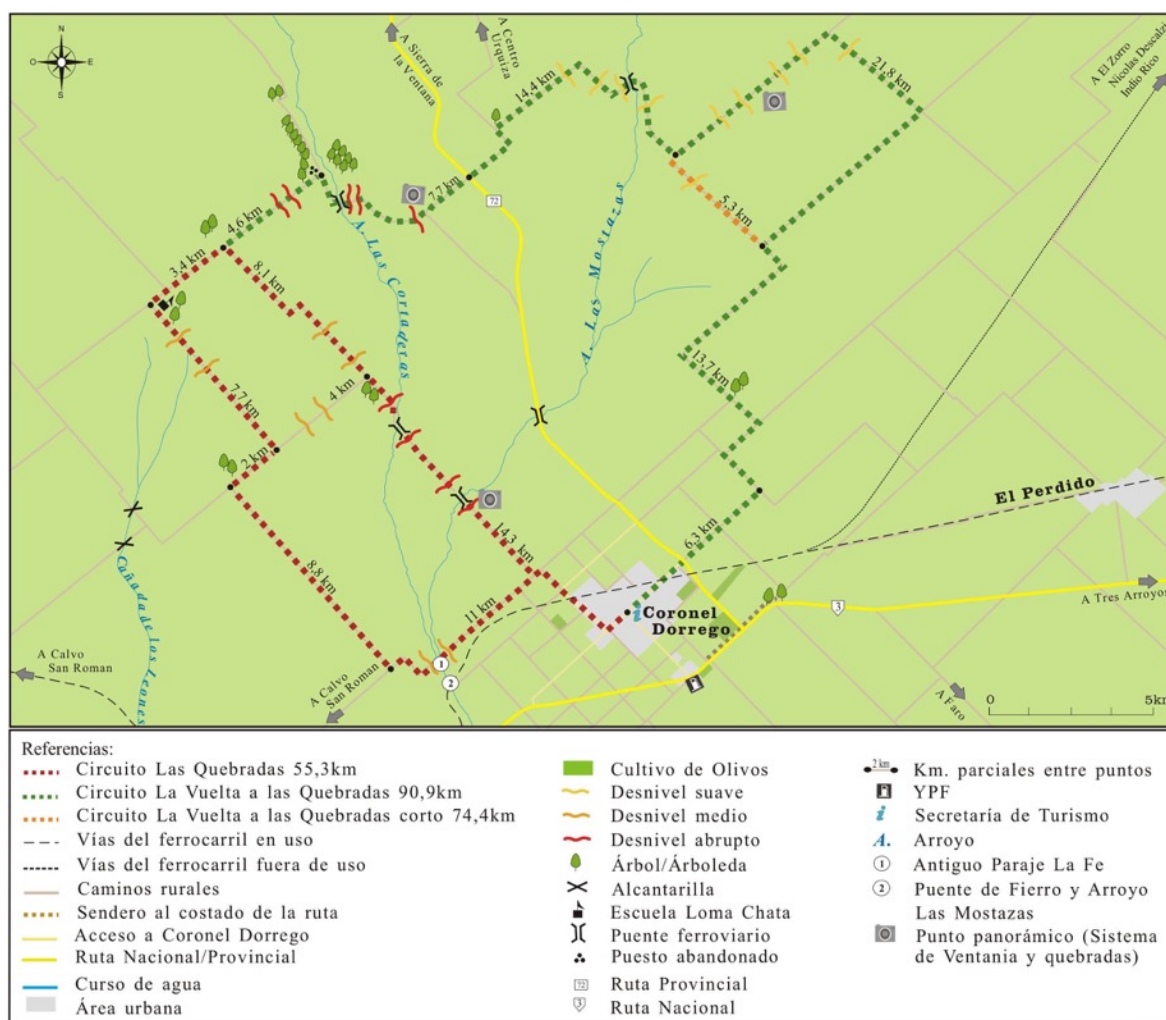 N
O
E
S
A Sierra de
la Ventana
A Centro
Urquiza
14,4 km
21,8 km
A El Zorro
Nicolas Descalzi
Indio Rico
7,7 km
72
5,3 km
4,6 km
3,4 km
8,1 km
A. Las Cortaderas
A. Las Mostazas
7,7 km
4 km
13,7 km
2 km
El Perdido
14,3 km
6,3 km
Cañada de los Leones
8,8 km
11 km
i
Coronel
Dorrego
A Tres Arroyos
3
A Calvo
San Roman
1
2
A Calvo
San Roman
A Faro
0 5km
Referencias:
Circuito Las Quebradas 55,3km
Circuito La Vuelta a las Quebradas 90,9km
Circuito La Vuelta a las Quebradas corto 74,4km
Vías del ferrocarril en uso
Vías del ferrocarril fuera de uso
Caminos rurales
Sendero al costado de la ruta
Acceso a Coronel Dorrego
Ruta Nacional/Provincial
Curso de agua
Área urbana
Cultivo de Olivos
Desnivel suave
Desnivel medio
Desnivel abrupto
Árbol/Árboleda
Alcantarilla
Escuela Loma Chata
Puente ferroviario
Puesto abandonado
72 Ruta Provincial
3 Ruta Nacional
2 km Km. parciales entre puntos
YPF
i Secretaría de Turismo
A. Arroyo
1 Antiguo Paraje La Fe
2 Puente de Fierro y Arroyo
Las Mostazas
Punto panorámico (Sistema
de Ventania y quebradas)